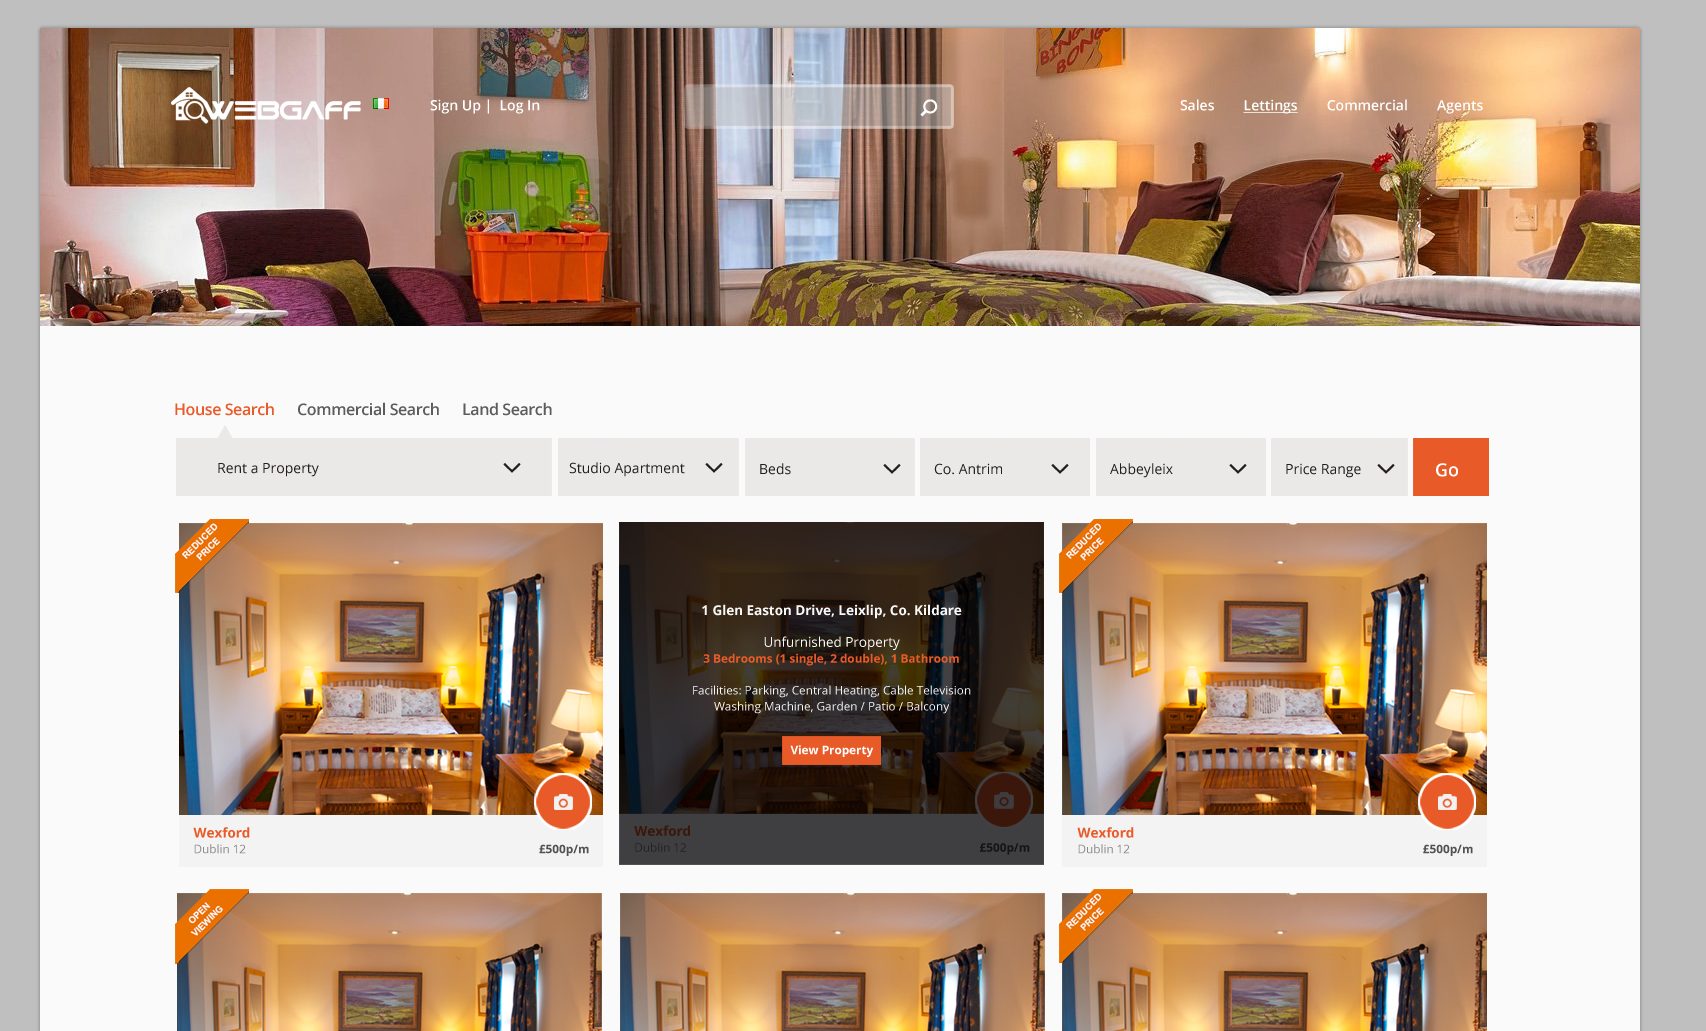 BINGO
BONGO
WEBGAFF
Sign Up | Log In
Sales
Lettings
Commercial
Agents
House Search
Commercial Search
Land Search
Rent a Property
Studio Apartment
Beds
Co. Antrim
Abbeyleix
Price Range
Go
REDUCED
PRICE
Wexford
Dublin 12
£500p/m
1 Glen Easton Drive, Leixlip, Co. Kildare
Unfurnished Property
3 Bedrooms (1 single, 2 double), 1 Bathroom
Facilities: Parking, Central Heating, Cable Television
Washing Machine, Garden / Patio / Balcony
View Property
Wexford
Dublin 12
£500p/m
REDUCED
PRICE
Wexford
Dublin 12
£500p/m
OPEN
VIEWING
REDUCED
PRICE